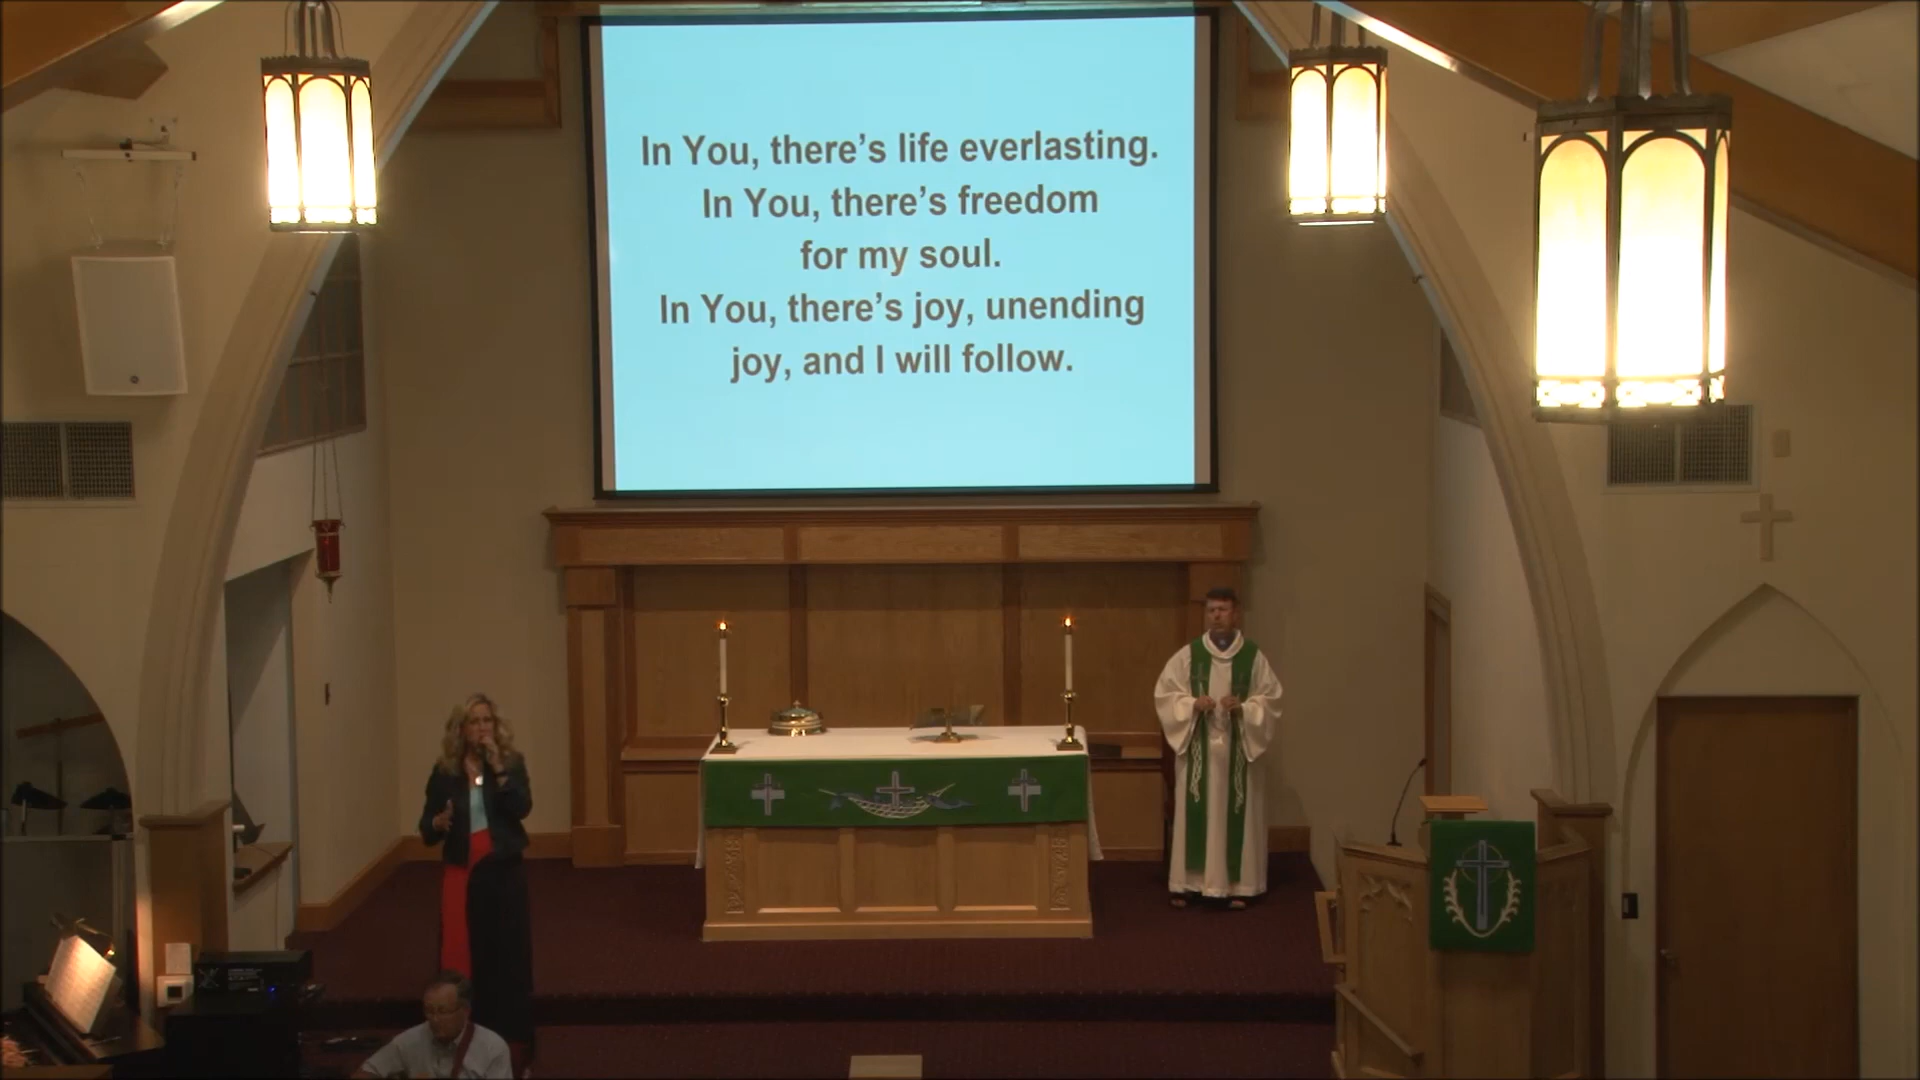 In You, there’s life everlasting.
In You, there’s freedom
for my soul.
In You, there’s joy, unending
joy, and I will follow.